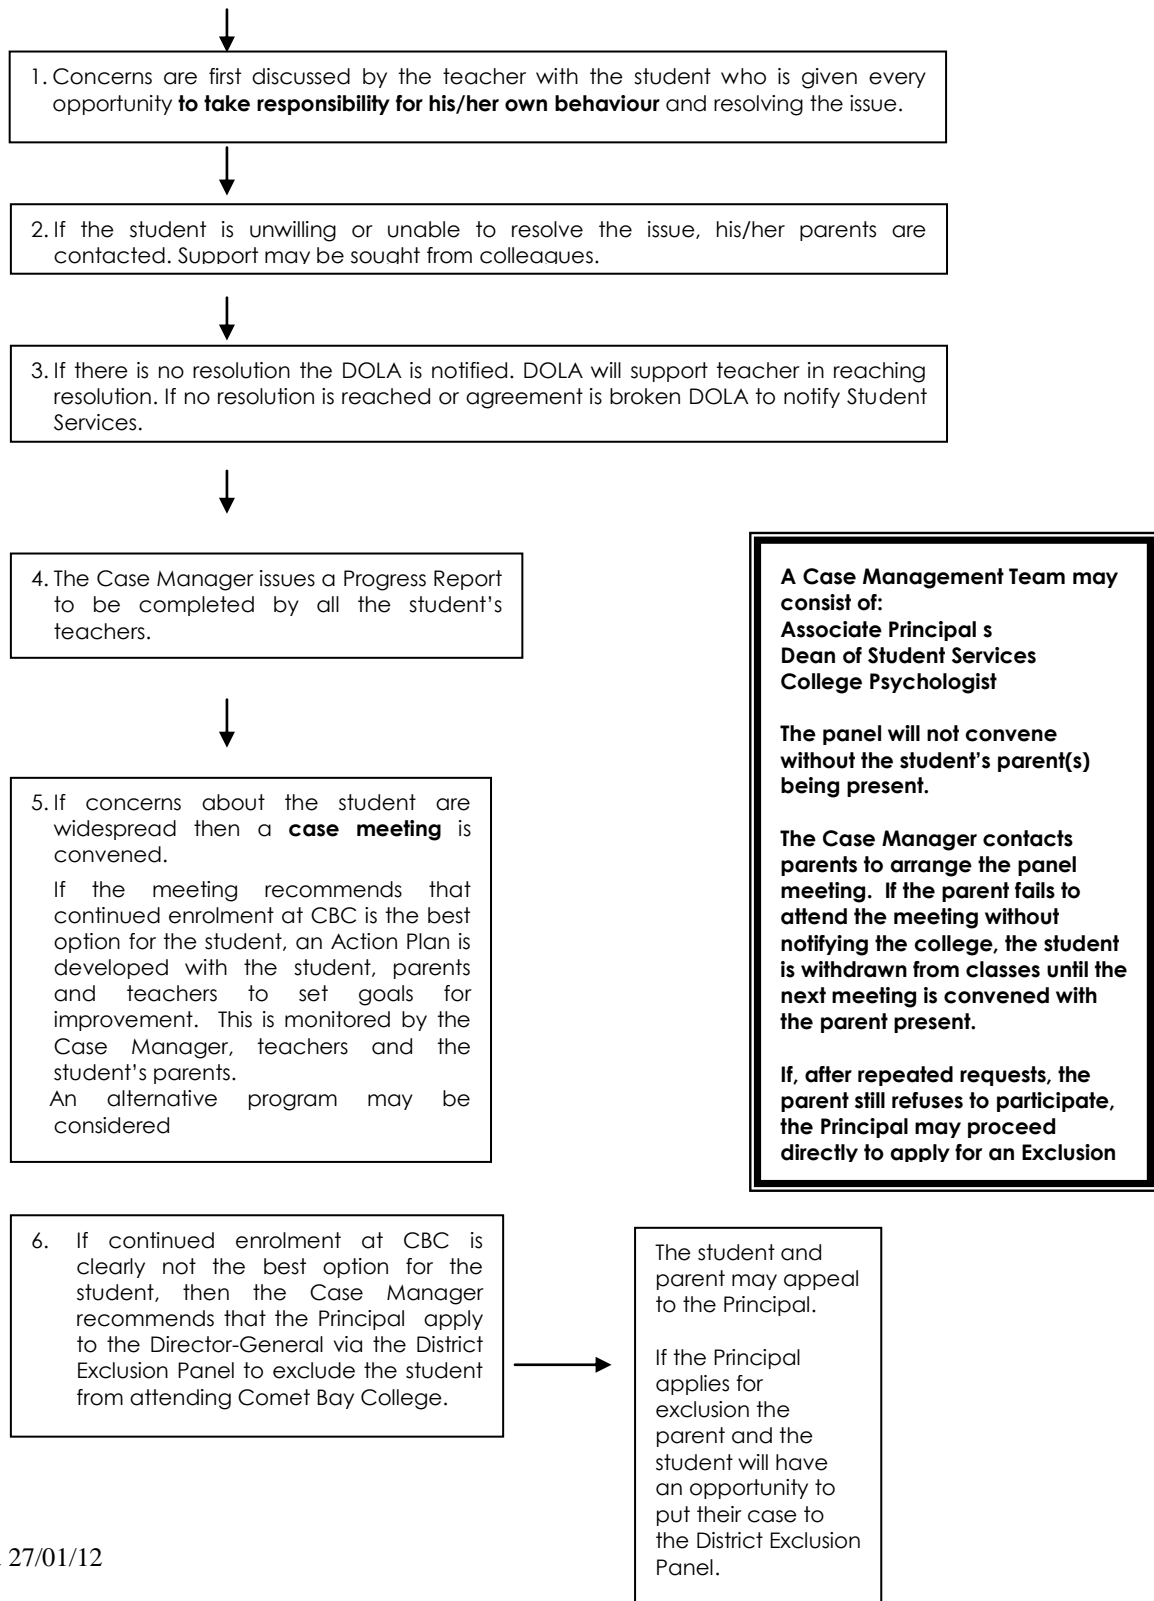 1. Concerns are first discussed by the teacher with the student who is given every
opportunity to take responsibility for his/her own behaviour and resolving the issue.
2. If the student is unwilling or unable to resolve the issue, his/her parents are
contacted. Support may be sought from colleagues.
3. If there is no resolution the DOLA is notified. DOLA will support teacher in reaching
resolution. If no resolution is reached or agreement is broken DOLA to notify Student
Services.
4. The Case Manager issues a Progress Report
to be completed by all the student's
teachers.
A Case Management Team may
consist of:
Associate Principal s
Dean of Student Services
College Psychologist
The panel will not convene
without the student's parent(s)
being present.
The Case Manager contacts
parents to arrange the panel
meeting. If the parent fails to
attend the meeting without
notifying the college, the student
is withdrawn from classes until the
next meeting is convened with
the parent present.
If, after repeated requests, the
parent still refuses to participate,
the Principal may proceed
directly to apply for an Exclusion
5. If concerns about the student are
widespread then a case meeting is
convened.
If the meeting recommends that
continued enrolment at CBC is the best
option for the student, an Action Plan is
developed with the student, parents
and teachers to set goals for
improvement. This is monitored by the
Case Manager, teachers and the
student's parents.
An alternative program may be
considered
6. If continued enrolment at CBC is
clearly not the best option for the
student, then the Case Manager
recommends that the Principal apply
to the Director-General via the District
Exclusion Panel to exclude the student
from attending Comet Bay College.
The student and
parent may appeal
to the Principal.
If the Principal
applies for
exclusion the
parent and the
student will have
an opportunity to
put their case to
the District Exclusion
Panel.
27/01/12